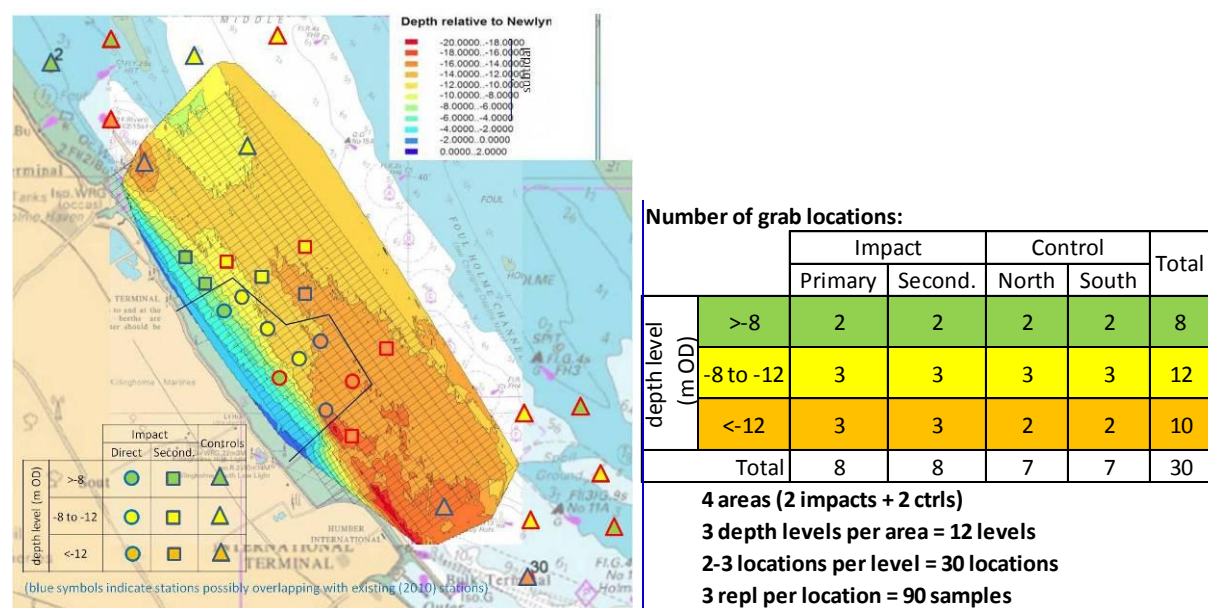 MIDDLE
Depth relative to Newlyn
-20.0000..-18.0000
-18.0000..-16.0000
-16.0000..-14.0000
-14.0000..-12.0000
-12.0000..-10.0000
-10.0000..-8.0000
-8.0000..-6.0000
-6.0000..-4.0000
-4.0000..-2.0000
-2.0000..0.0000
0.0000..2.0000
subtidal
2
FOUL
FOUL HOLME CHANNEL
TERMINAL
Killingholme Marshes
HUMBER
INTERNATIONAL
INTERNATIONAL
TERMINAL
No 11A
30
Impact
Controls
Direct Second.
depth level (m OD)
>-8
-8 to -12
<-12
(blue symbols indicate stations possibly overlapping with existing (2010) stations)
Number of grab locations:
Impact Control Total
Primary Second. North South
depth level
(m OD)
>-8 2 2 2 2 8
-8 to -12 3 3 3 3 12
<-12 3 3 2 2 10
Total 8 8 7 7 30
4 areas (2 impacts + 2 ctrls)
3 depth levels per area = 12 levels
2-3 locations per level = 30 locations
3 repl per location = 90 samples